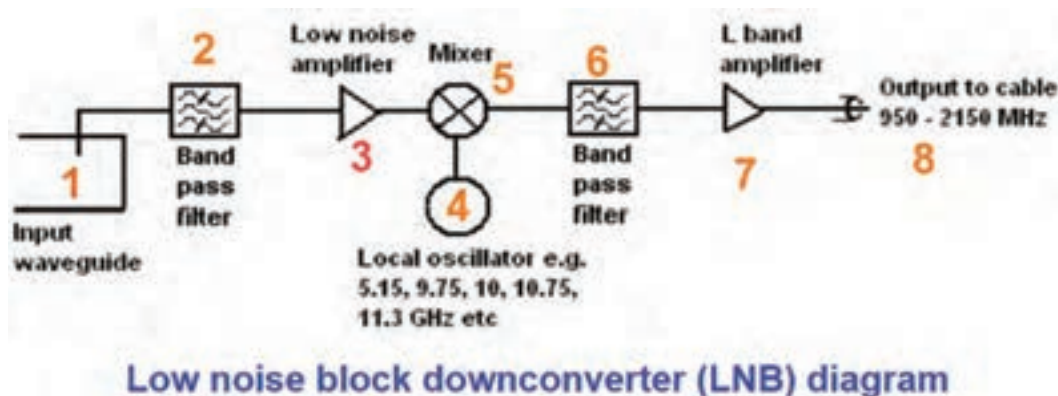 2
Low noise
amplifier
Mixer
5
6
L band
amplifier
Output to cable
950 - 2150 MHz
1
Band
pass
filter
3
4
Band
pass
filter
7
8
Input
waveguide
Local oscillator e.g.
5.15, 9.75, 10, 10.75,
11.3 GHz etc
Low noise block downconverter (LNB) diagram